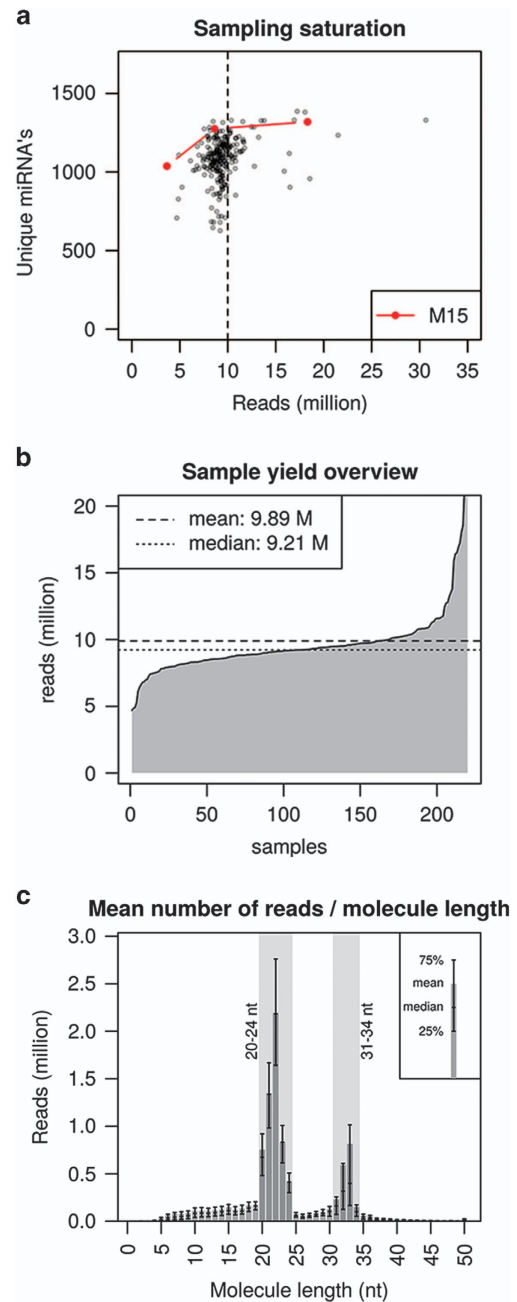 a
Sampling saturation
Unique miRNA's
1500
1000
500
0
M15
0 5 10 15 20 25 30 35
Reads (million)
b
Sample yield overview
reads (million)
20
15
10
5
0
mean: 9.89 M
median: 9.21 M
0 50 100 150 200
samples
c
Mean number of reads / molecule length
Reads (million)
3.0
2.5
2.0
1.5
1.0
0.5
0.0
20-24 nt
31-34 nt
75%
mean
median
25%
0 5 10 15 20 25 30 35 40 45 50
Molecule length (nt)